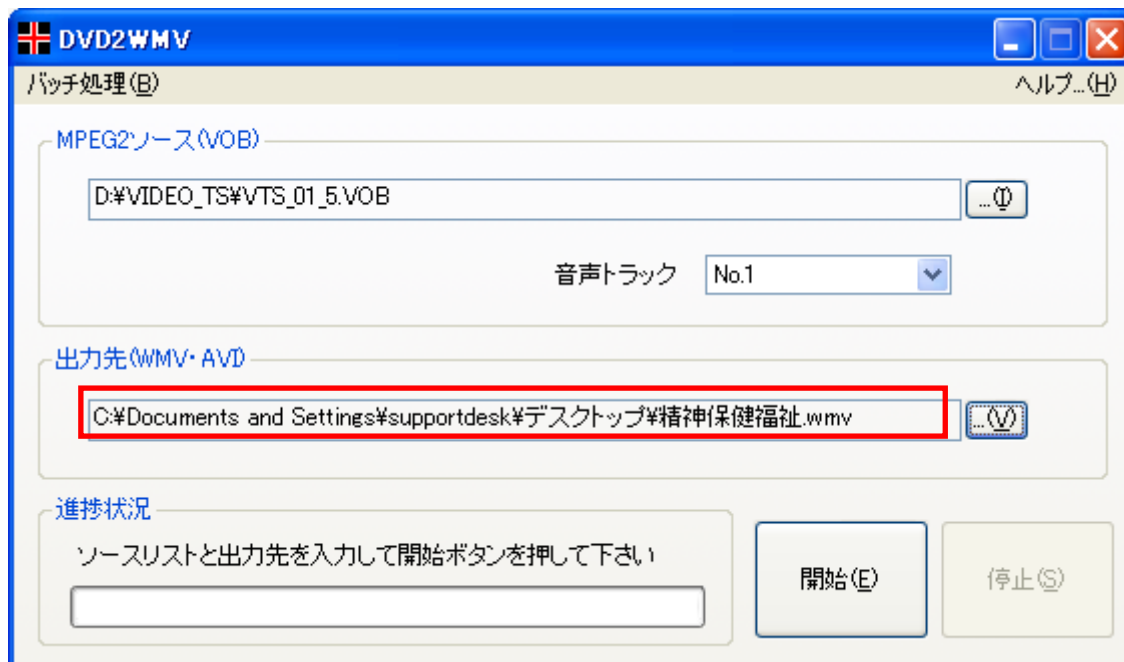 DVD2WMV
バッチ処理(B) ヘルプ...(H)
MPEG2ソース(VOB)
D:¥VIDEO_TS¥VTS_01_5.VOB ...(I)
音声トラック No.1
出力先(WMV・AVI)
C:¥Documents and Settings¥supportdesk¥デスクトップ¥精神保健福祉.wmv ...(V)
進捗状況
ソースリストと出力先を入力して開始ボタンを押して下さい
開始(E) 停止(S)